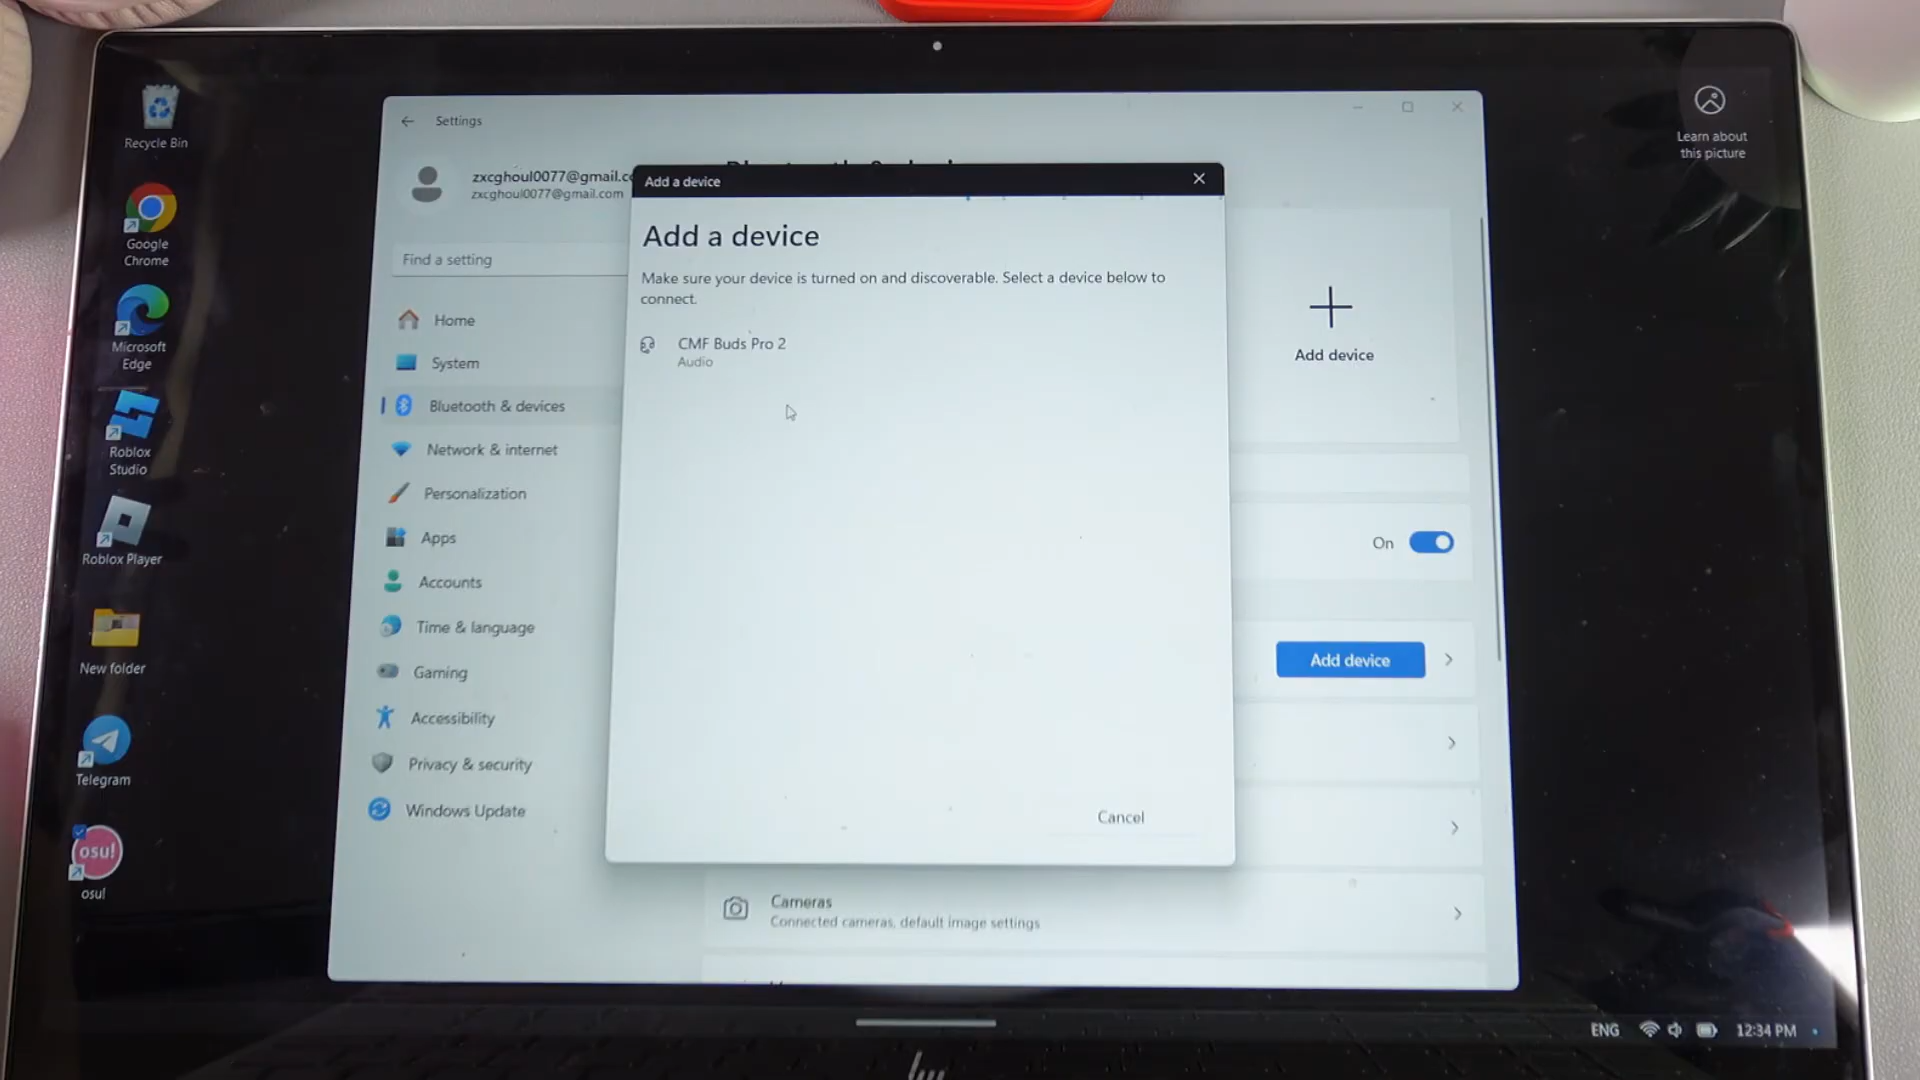 Recycle Bin
Google
Chrome
Microsoft
Edge
Roblox
Studio
Roblox Player
New folder
Telegram
osu!
osu!
Learn about
this picture
Settings
zxcghoul0077@gmail.c
zxcghoul0077@gmail.com
Find a setting
Home
System
Bluetooth & devices
Network & internet
Personalization
Apps
Accounts
Time & language
Gaming
Accessibility
Privacy & security
Windows Update
Add a device
Add a device
Make sure your device is turned on and discoverable. Select a device below to
connect.
CMF Buds Pro 2
Audio
Cancel
Add device
On
Add device
Cameras
Connected cameras, default image settings
ENG
12:34 PM
hp